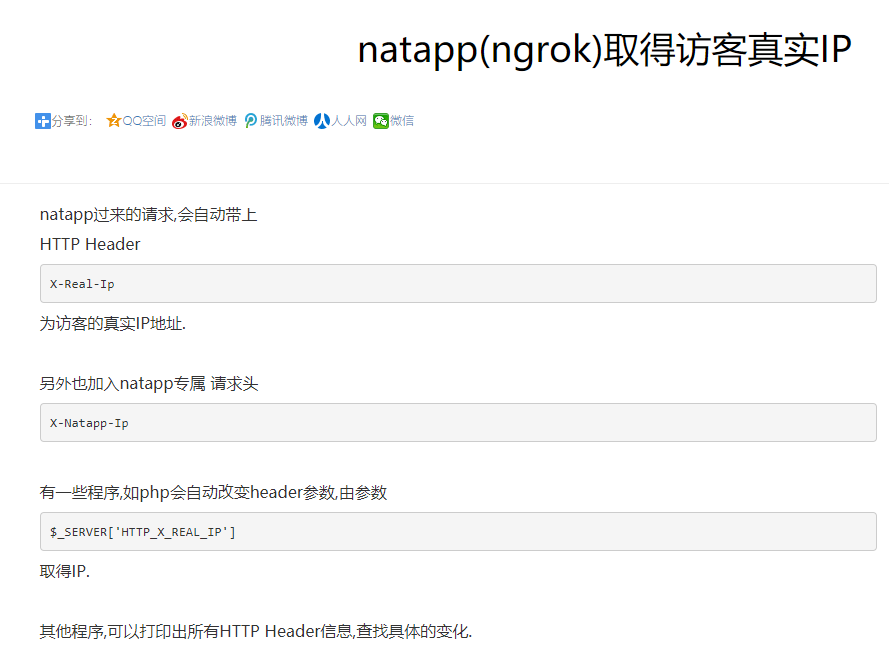 natapp(ngrok)取得访客真实IP
分享到: QQ空间 新浪微博 腾讯微博 人人网 微信
natapp过来的请求,会自动带上
HTTP Header
X-Real-Ip
为访客的真实IP地址.
另外也加入natapp专属 请求头
X-Natapp-Ip
有一些程序,如php会自动改变header参数,由参数
$_SERVER['HTTP_X_REAL_IP']
取得IP.
其他程序,可以打印出所有HTTP Header信息,查找具体的变化.